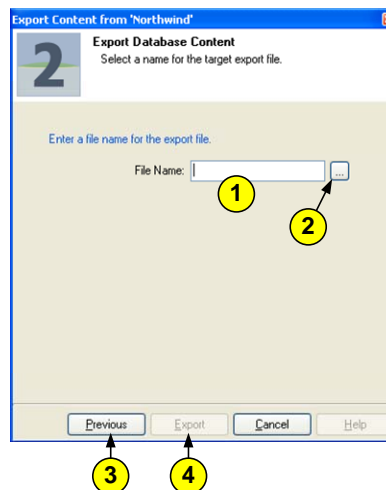 Export Content from 'Northwind'
2
Export Database Content
Select a name for the target export file.
Enter a file name for the export file.
File Name:
...
1
2
Previous Export Cancel Help
3 4